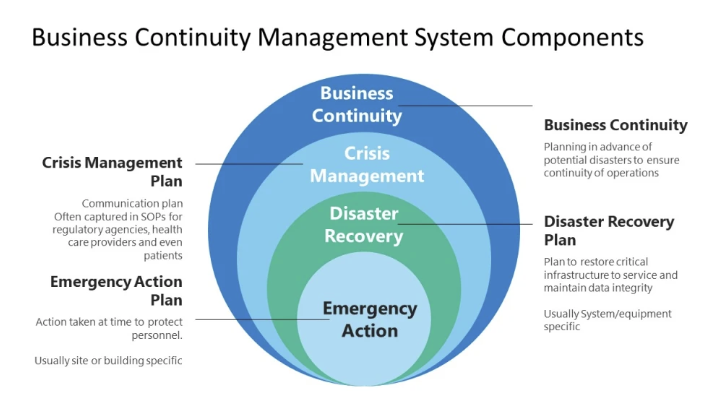 Business Continuity Management System Components
Business
Continuity
Crisis
Management
Disaster
Recovery
Emergency
Action
Crisis Management
Plan
Communication plan
Often captured in SOPs for
regulatory agencies, health
care providers and even
patients
Emergency Action
Plan
Action taken at time to protect
personnel.
Usually site or building specific
Business Continuity
Planning in advance of
potential disasters to ensure
continuity of operations
Disaster Recovery
Plan
Plan to restore critical
infrastructure to service and
maintain data integrity
Usually System/equipment
specific